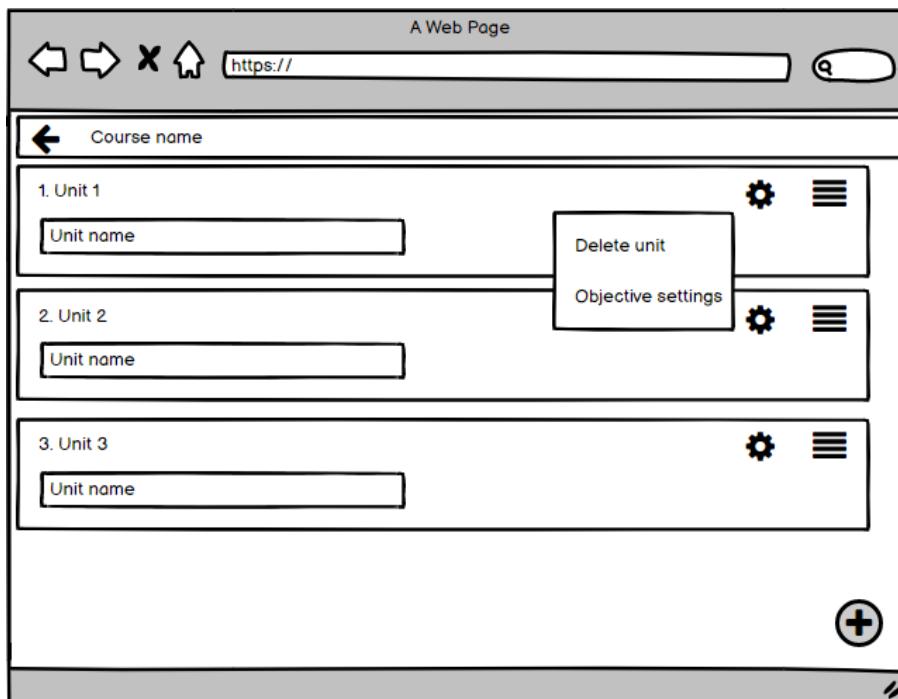 A Web Page
https://
Course name
1. Unit 1
Unit name
Delete unit
Objective settings
2. Unit 2
Unit name
3. Unit 3
Unit name